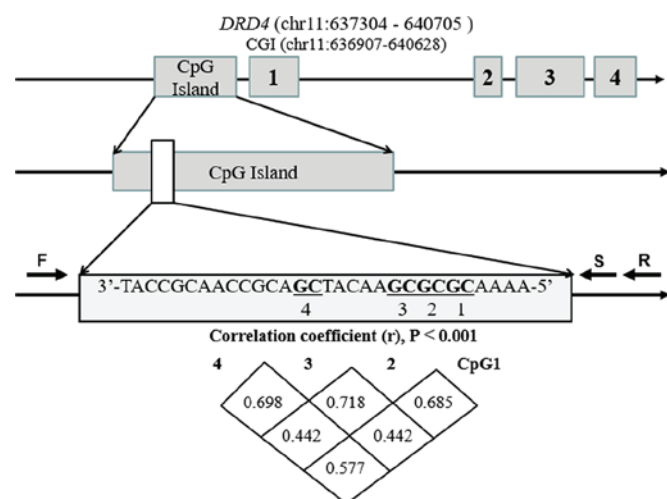 DRD4 (chr11:637304 - 640705 )
CGI (chr11:636907-640628)
CpG Island 1 2 3 4
CpG Island
F S R
3’-TACCGCAACCGCAGCTACAAGCGCGCAAAA-5’
4 3 2 1
Correlation coefficient (r), P < 0.001
4 3 2 CpG1
0.698 0.718 0.685
0.442 0.442
0.577